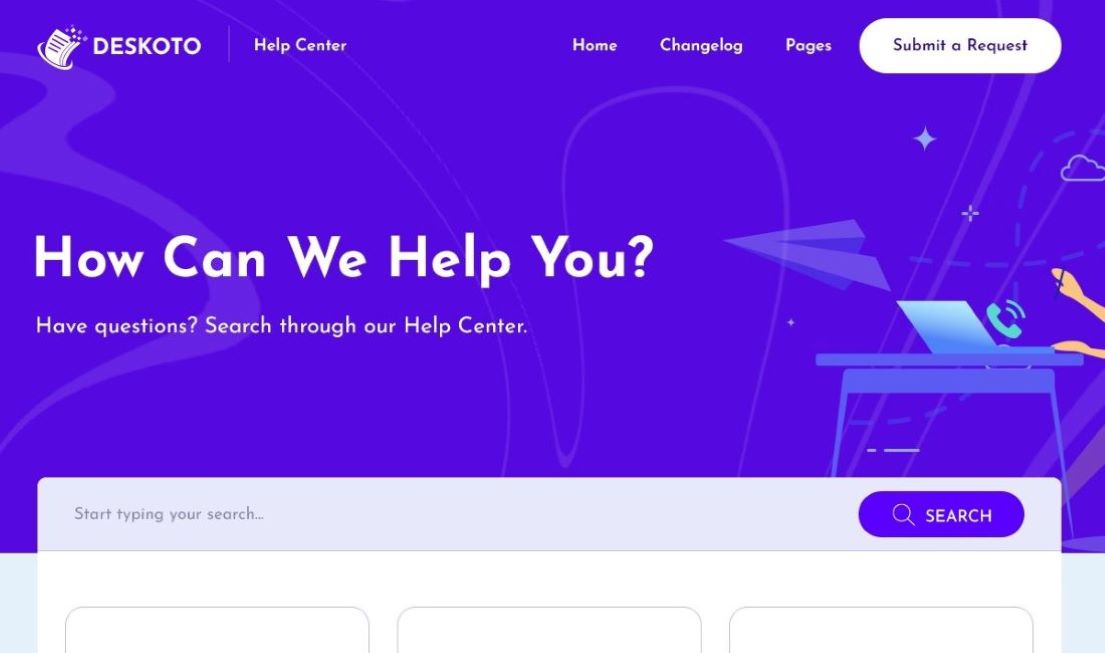 DESKOTO
Help Center
Home
Changelog
Pages
Submit a Request
How Can We Help You?
Have questions? Search through our Help Center.
Start typing your search...
SEARCH